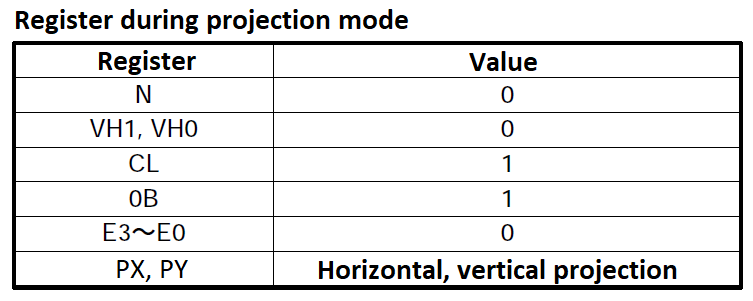 Register during projection mode
Register Value
N 0
VH1, VH0 0
CL 1
0B 1
E3～E0 0
PX, PY Horizontal, vertical projection